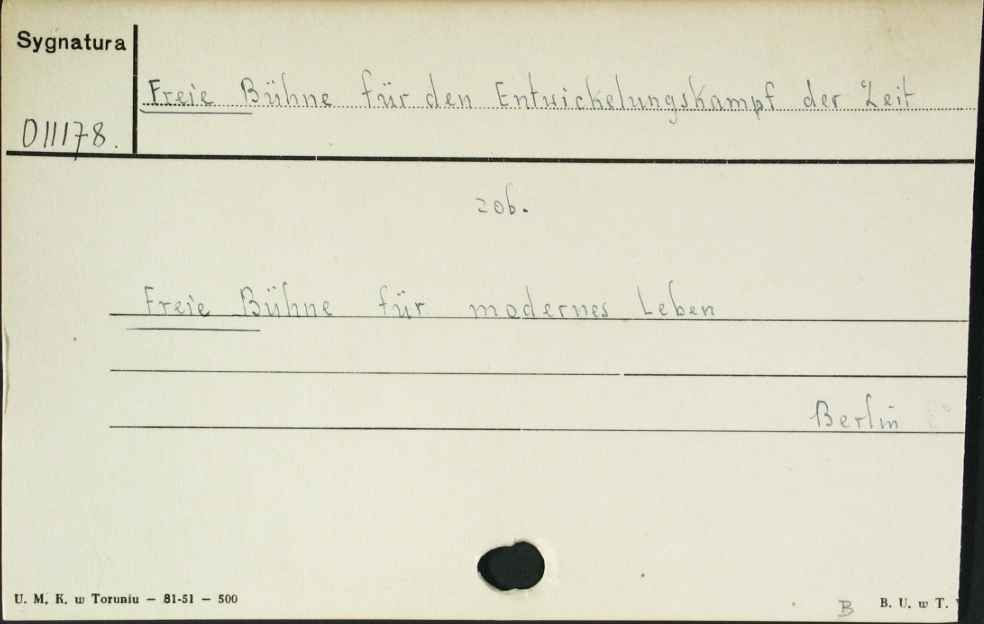 Sygnatura
Freie Bühne für den Entwickelungskampf der Zeit
011178.
zob.
Freie Bühne für modernes Leben
Berlin
U. M. K. w Toruniu — 81-51 — 500
B
B. U. w T.